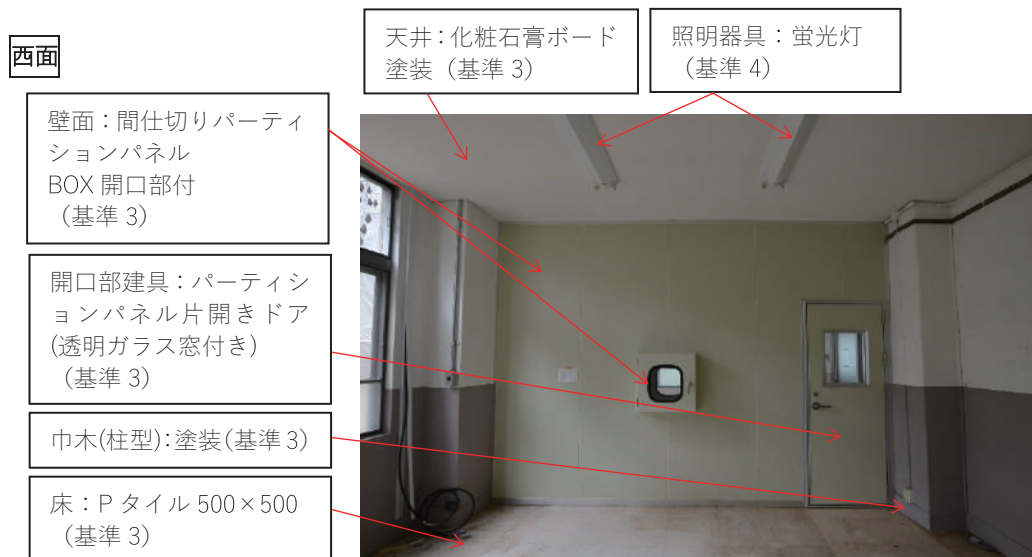 西面
天井：化粧石膏ボード
塗装（基準 3）
照明器具：蛍光灯
（基準 4）
壁面：間仕切りパーティ
ションパネル
BOX 開口部付
（基準 3）
開口部建具：パーティシ
ョンパネル片開きドア
(透明ガラス窓付き)
（基準 3）
巾木(柱型)：塗装(基準 3)
床：P タイル 500×500
（基準 3）